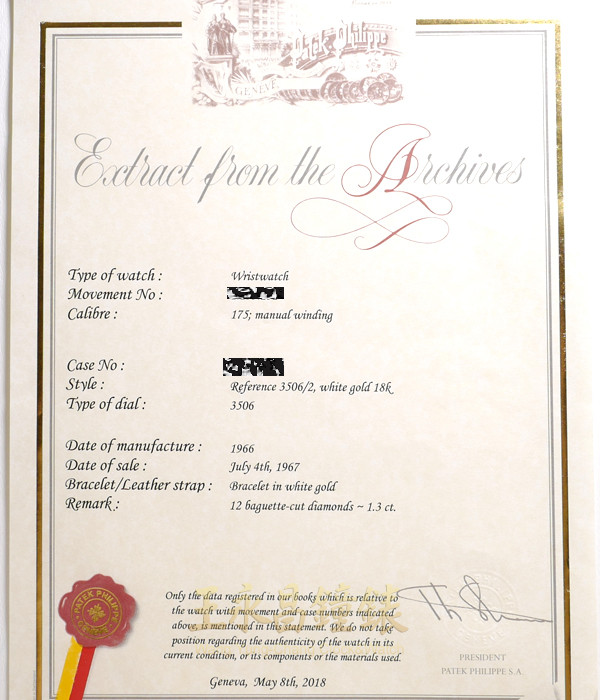 Patek Philippe
GENEVE
Extract from the Archives
Type of watch : Wristwatch
Movement No :
Calibre : 175; manual winding
Case No :
Style : Reference 3506/2, white gold 18k
Type of dial : 3506
Date of manufacture : 1966
Date of sale : July 4th, 1967
Bracelet/Leather strap : Bracelet in white gold
Remark : 12 baguette-cut diamonds ~ 1.3 ct.
Only the data registered in our books which is relative to
the watch with movement and case numbers indicated
above, is mentioned in this statement. We do not take
position regarding the authenticity of the watch in its
current condition, or its components or the materials used.
Geneva, May 8th, 2018
PATEK PHILIPPE
GENEVE
PRESIDENT
PATEK PHILIPPE S.A.